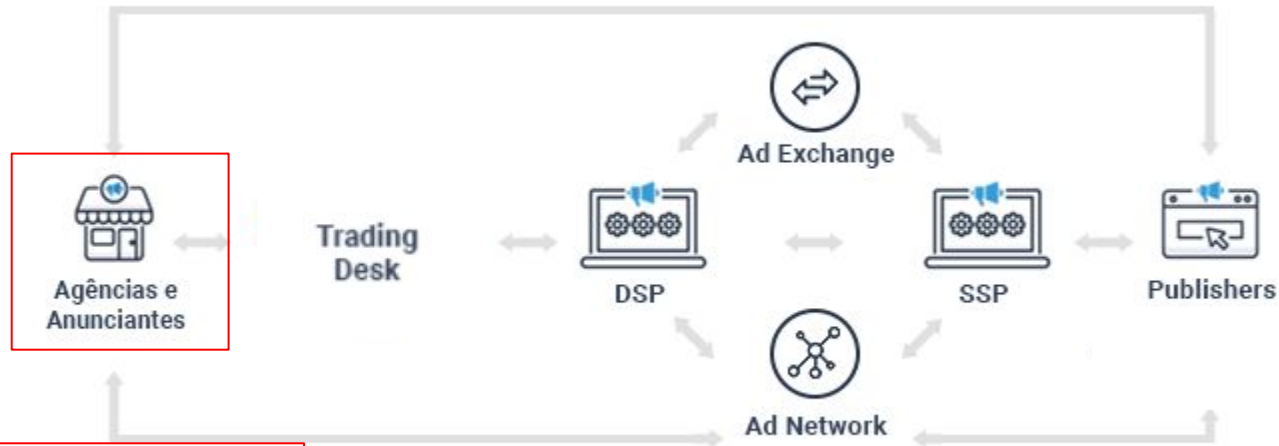 Ad Exchange
Agências e
Anunciantes
Trading
Desk
DSP
SSP
Publishers
Ad Network